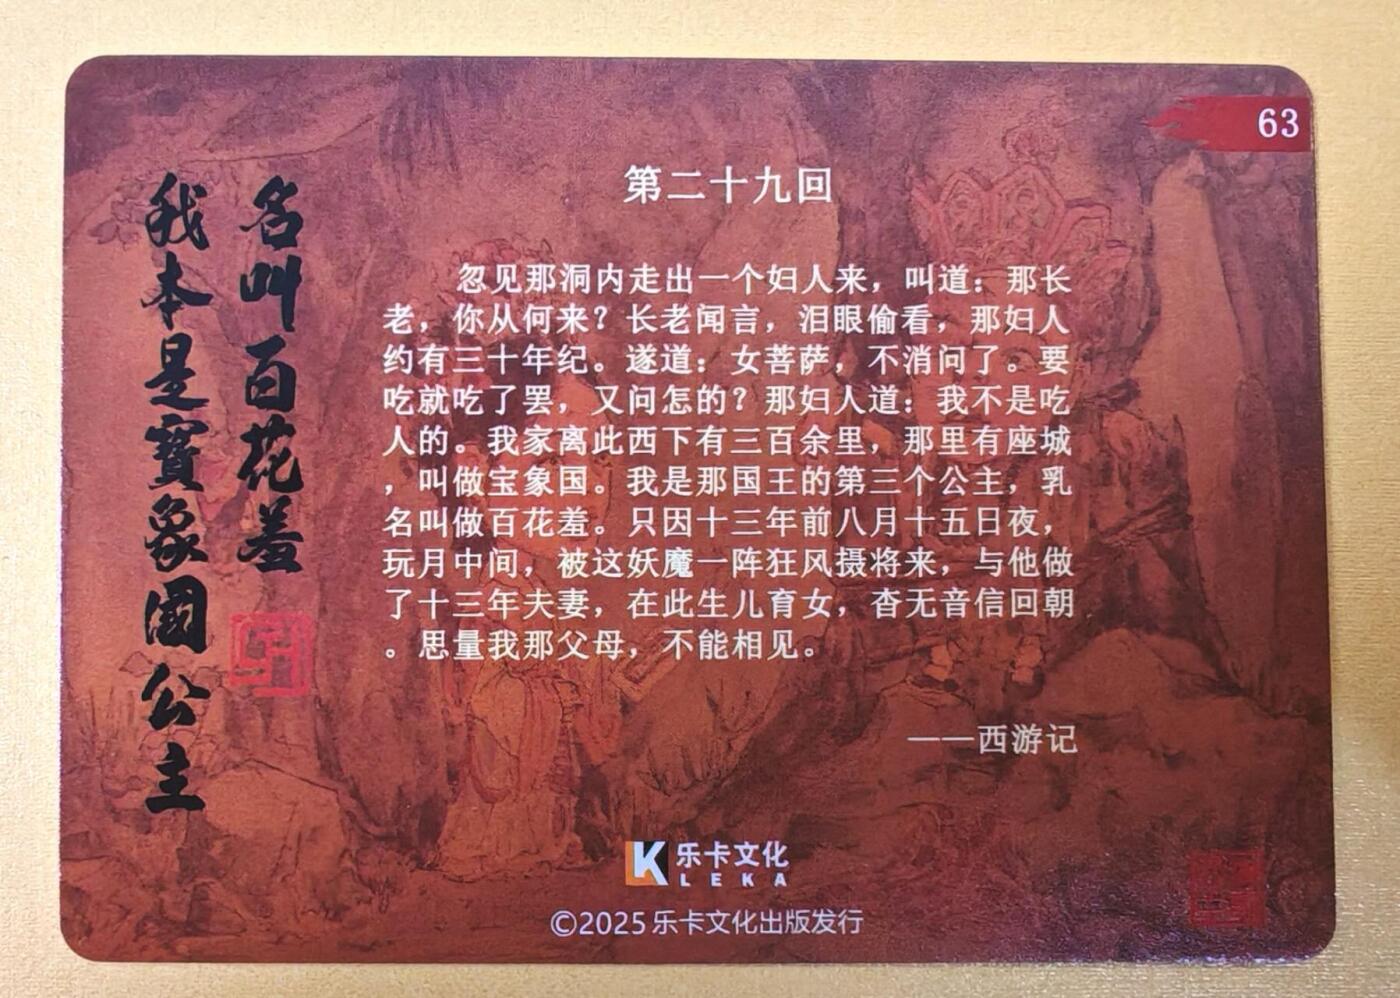 63
我本是寶象國公主
名叫百花羞
第二十九回
忽见那洞内走出一个妇人来，叫道：那长
老，你从何来？长老闻言，泪眼偷看，那妇人
约有三十年纪。遂道：女菩萨，不消问了。要
吃就吃了罢，又问怎的？那妇人道：我不是吃
人的。我家离此西下有三百余里，那里有座城
，叫做宝象国。我是那国王的第三个公主，乳
名叫做百花羞。只因十三年前八月十五日夜，
玩月中间，被这妖魔一阵狂风摄将来，与他做
了十三年夫妻，在此生儿育女，杳无音信回朝
。思量我那父母，不能相见。
——西游记
乐卡文化
LEKA
©2025乐卡文化出版发行